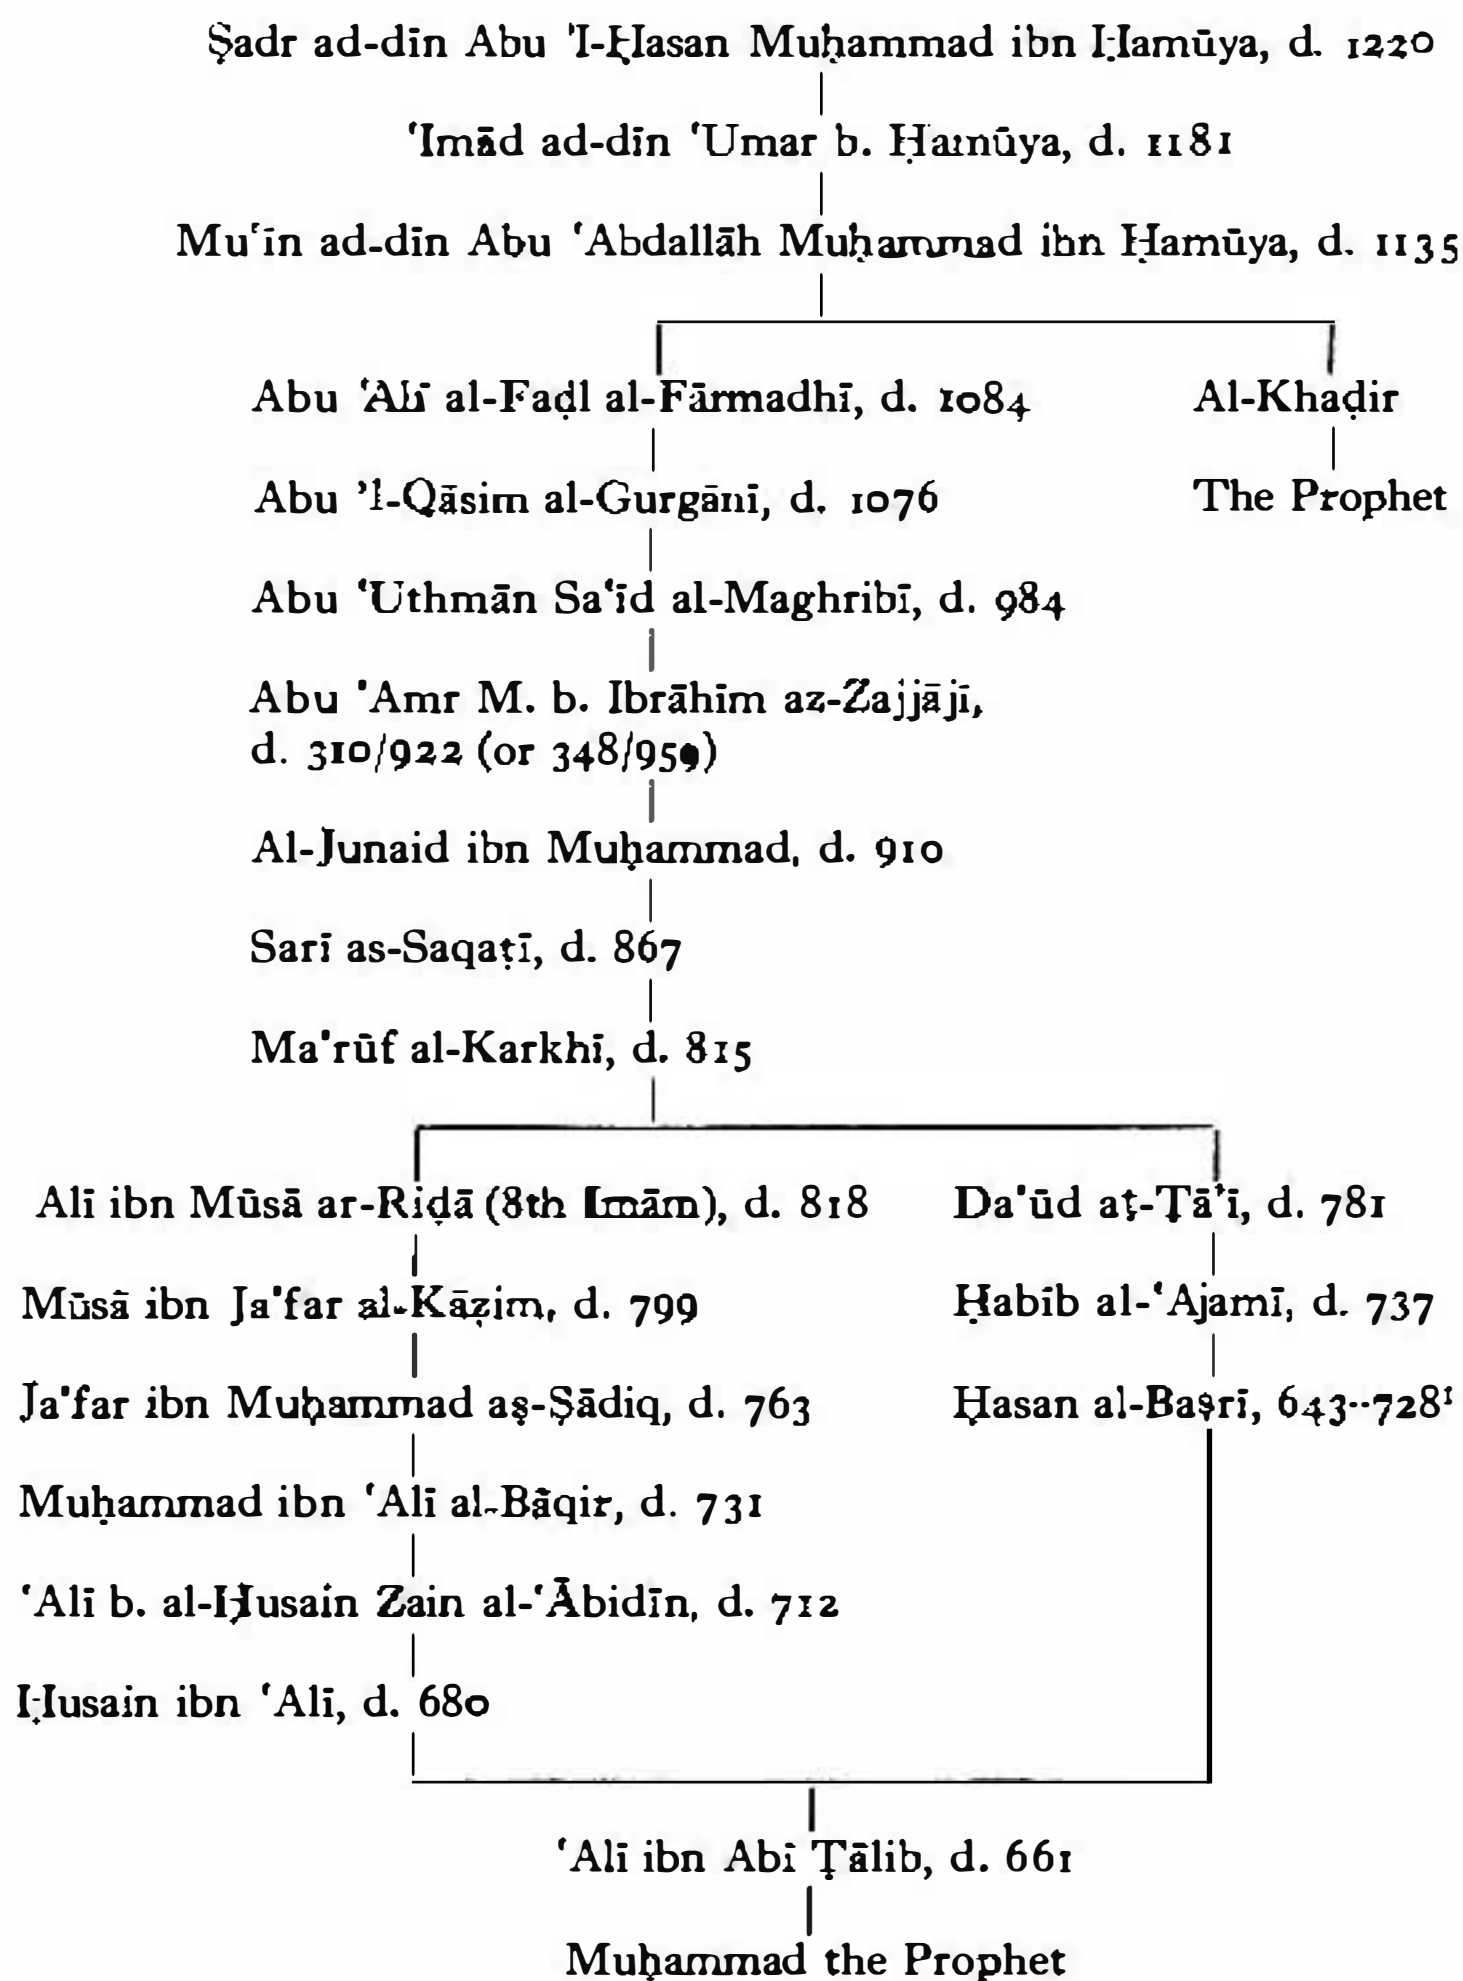 Ṣadr ad-dīn Abu 'l-Ḥasan Muḥammad ibn Ḥamūya, d. 1220
‘Imād ad-dīn ‘Umar b. Ḥamūya, d. 1181
Mu‘īn ad-dīn Abu ‘Abdallāh Muḥammad ibn Ḥamūya, d. 1135
Abu ‘Alī al-Faḍl al-Fārmadhī, d. 1084
Al-Khaḍir
Abu ’l-Qāsim al-Gurgānī, d. 1076
The Prophet
Abu ‘Uthmān Sa‘īd al-Maghribī, d. 984
Abu 'Amr M. b. Ibrāhīm az-Zajjājī,
d. 310/922 (or 348/959)
Al-Junaid ibn Muḥammad, d. 910
Sarī as-Saqaṭī, d. 867
Ma'rūf al-Karkhī, d. 815
Alī ibn Mūsā ar-Riḍā (8th Imām), d. 818
Da'ūd aṭ-Ṭā’ī, d. 781
Mūsā ibn Ja'far al-Kāẓim, d. 799
Ḥabīb al-‘Ajamī, d. 737
Ja'far ibn Muḥammad aṣ-Ṣādiq, d. 763
Ḥasan al-Baṣrī, 643–728¹
Muḥammad ibn ‘Alī al-Bāqir, d. 731
‘Alī b. al-Ḥusain Zain al-‘Ābidīn, d. 712
Ḥusain ibn ‘Alī, d. 680
‘Alī ibn Abī Ṭālib, d. 661
Muḥammad the Prophet